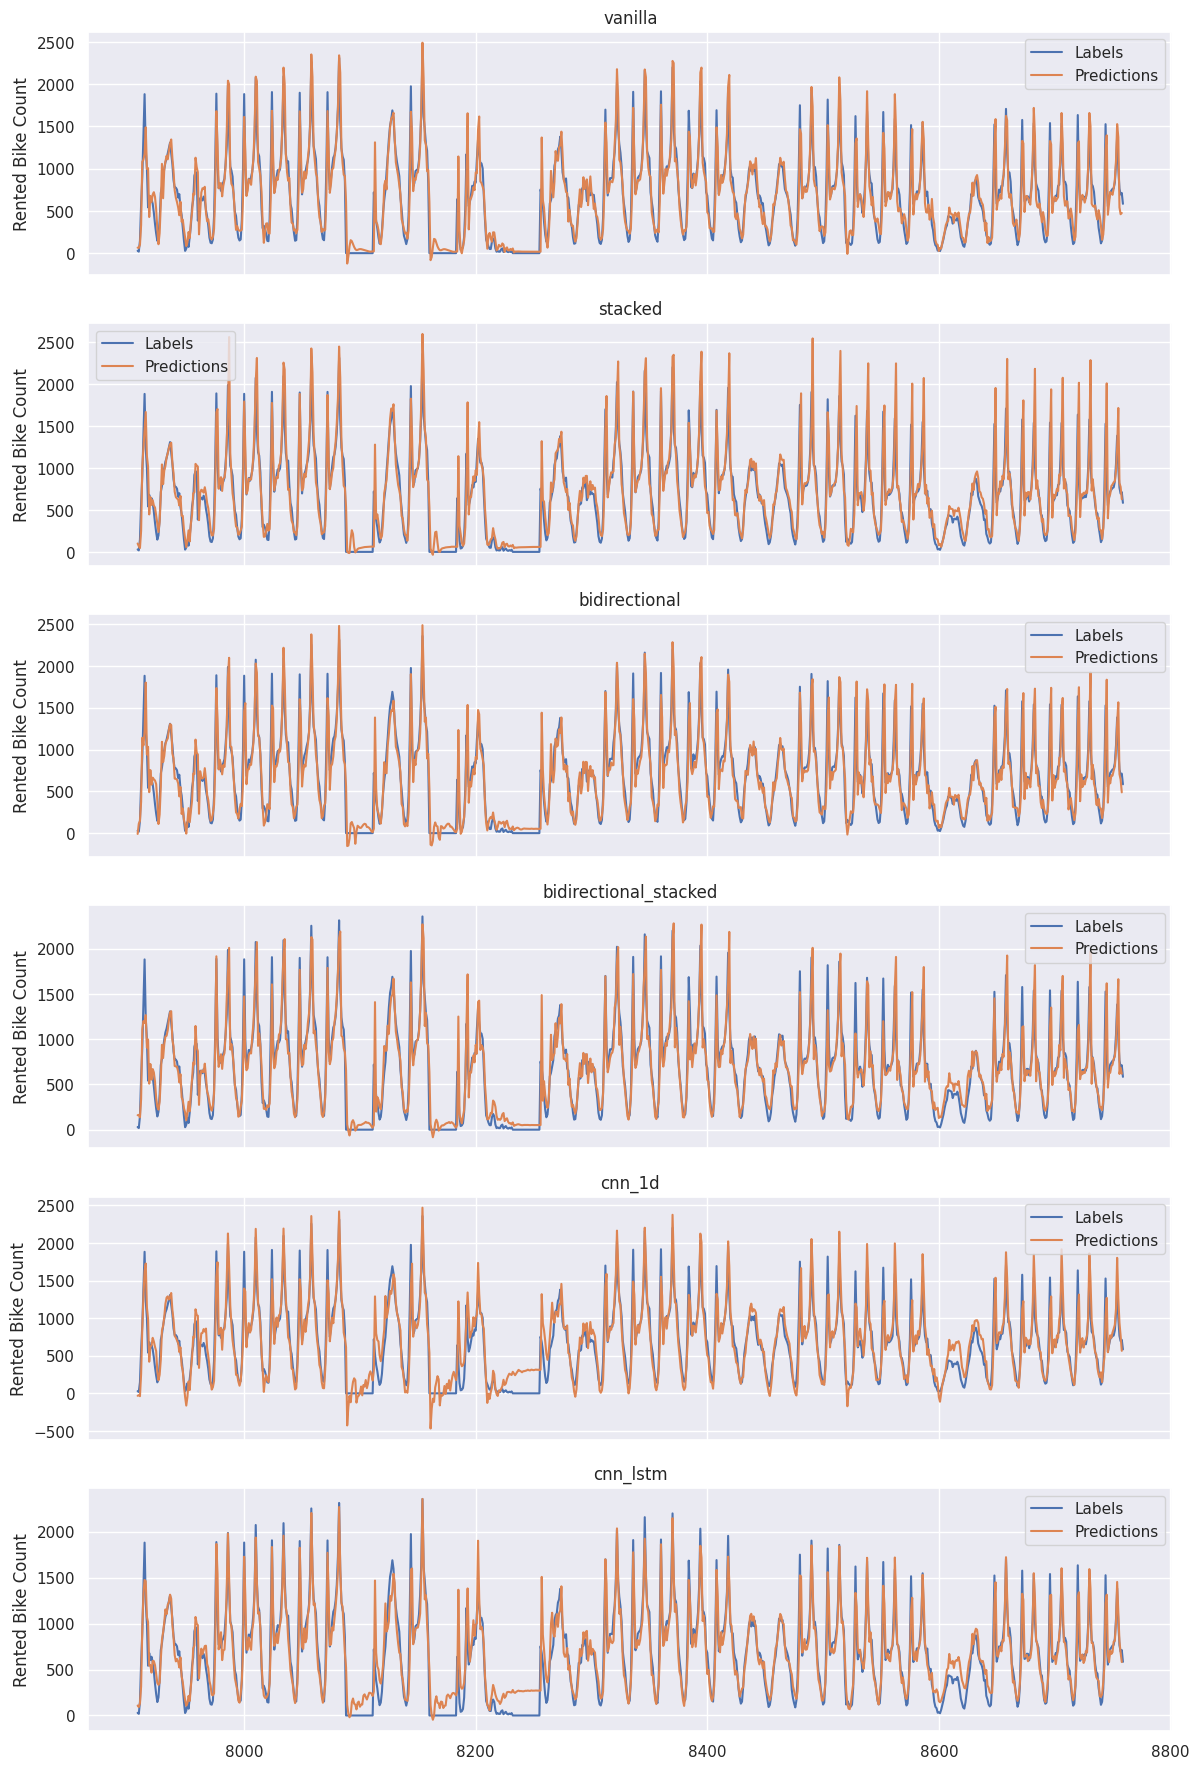 vanilla
2500
2000
1500
1000
500
0
Rented Bike Count
Labels
Predictions
stacked
2500
2000
1500
1000
500
0
Rented Bike Count
Labels
Predictions
bidirectional
2500
2000
1500
1000
500
0
Rented Bike Count
Labels
Predictions
bidirectional_stacked
2000
1500
1000
500
0
Rented Bike Count
Labels
Predictions
cnn_1d
2500
2000
1500
1000
500
0
−500
Rented Bike Count
Labels
Predictions
cnn_lstm
2000
1500
1000
500
0
Rented Bike Count
Labels
Predictions
8000 8200 8400 8600 8800